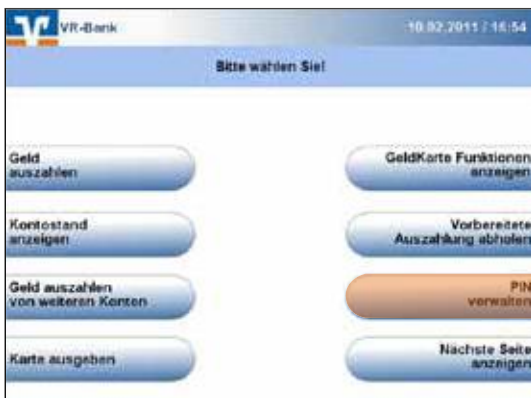 VR-Bank
10.02.2011 / 16:54
Bitte wählen Sie!
Geld
auszahlen
Kontostand
anzeigen
Geld auszahlen
von weiteren Konten
Karte ausgeben
GeldKarte Funktionen
anzeigen
Vorbereitete
Auszahlung abholen
PIN
verwalten
Nächste Seite
anzeigen